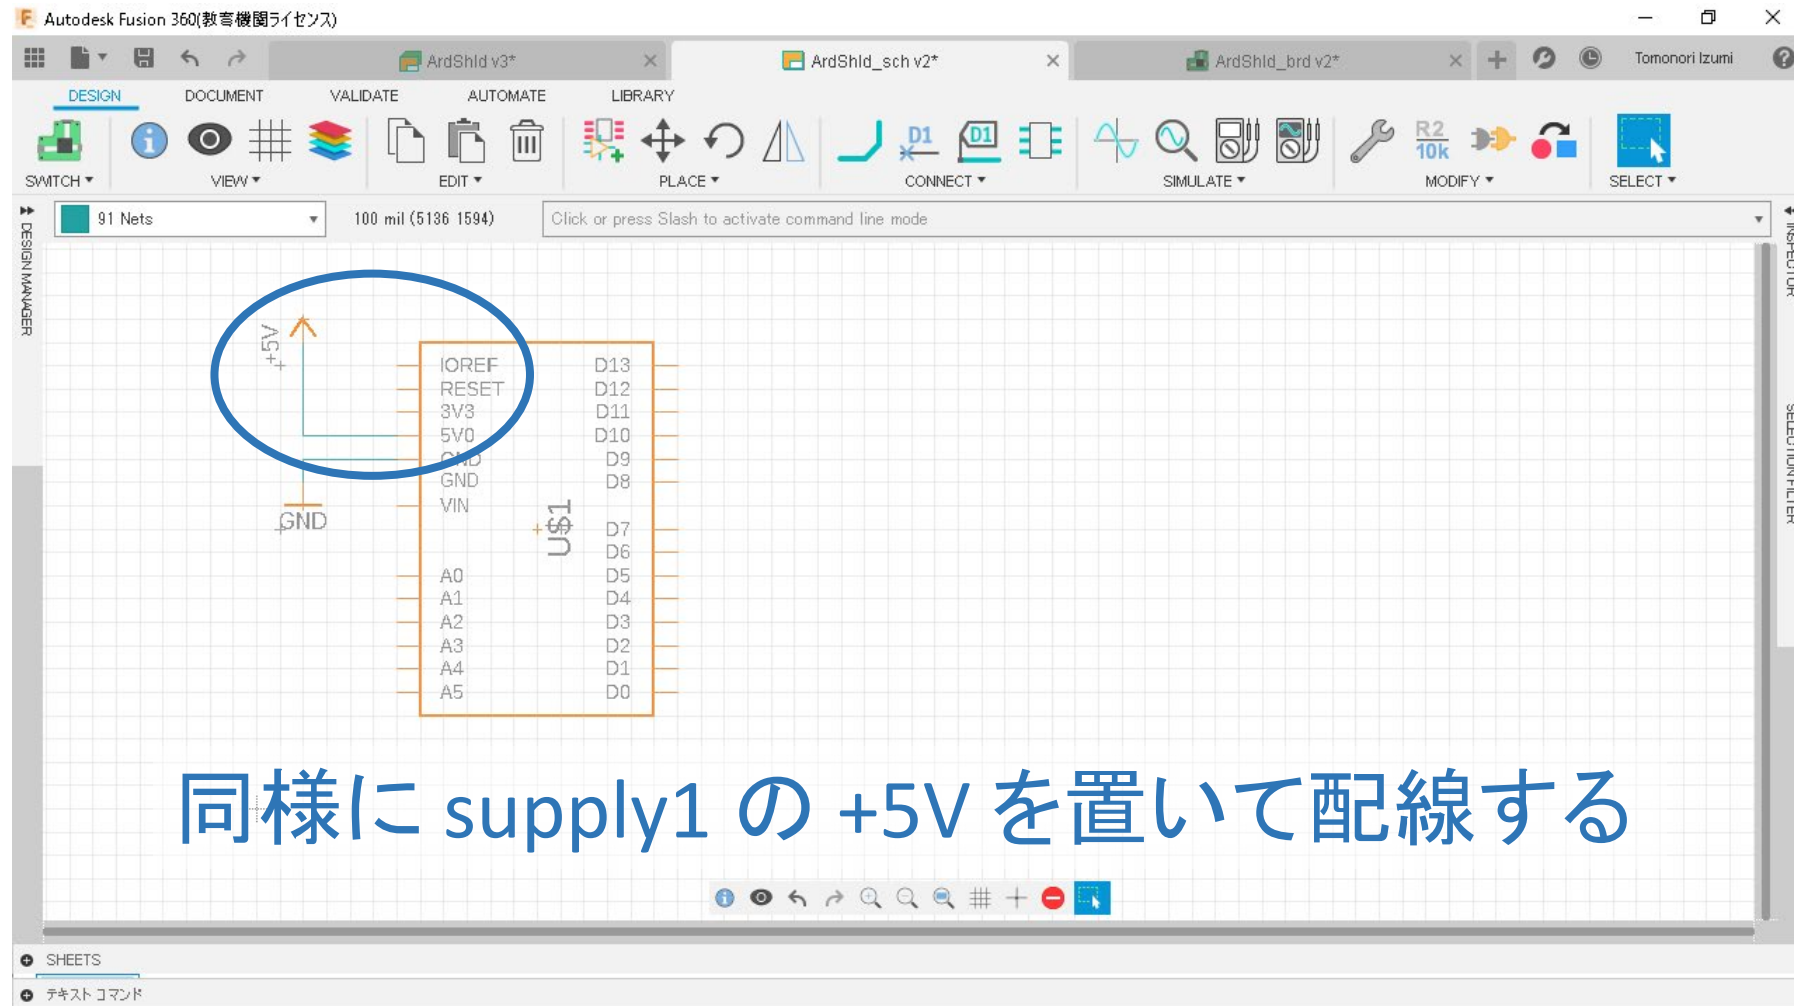 Autodesk Fusion 360(教育機関ライセンス)
ArdShld v3*
ArdShld_sch v2*
ArdShld_brd v2*
Tomonori Izumi
DESIGN DOCUMENT VALIDATE AUTOMATE LIBRARY
D1 D1 R2 10k
SWITCH VIEW EDIT PLACE CONNECT SIMULATE MODIFY SELECT
91 Nets
100 mil (5136 1594)
Click or press Slash to activate command line mode
DESIGN MANAGER
INSPECTOR
SELECTION FILTER
+5V
IOREF D13
RESET D12
3V3 D11
5V0 D10
GND D9
GND D8
VIN
GND
U$1
D7
D6
A0 D5
A1 D4
A2 D3
A3 D2
A4 D1
A5 D0
同様に supply1 の +5V を置いて配線する
SHEETS
テキスト コマンド